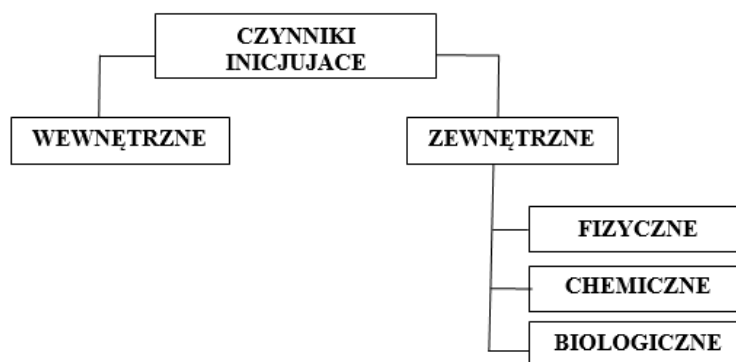 CZYNNIKI
INICJUJACE
WEWNĘTRZNE
ZEWNĘTRZNE
FIZYCZNE
CHEMICZNE
BIOLOGICZNE